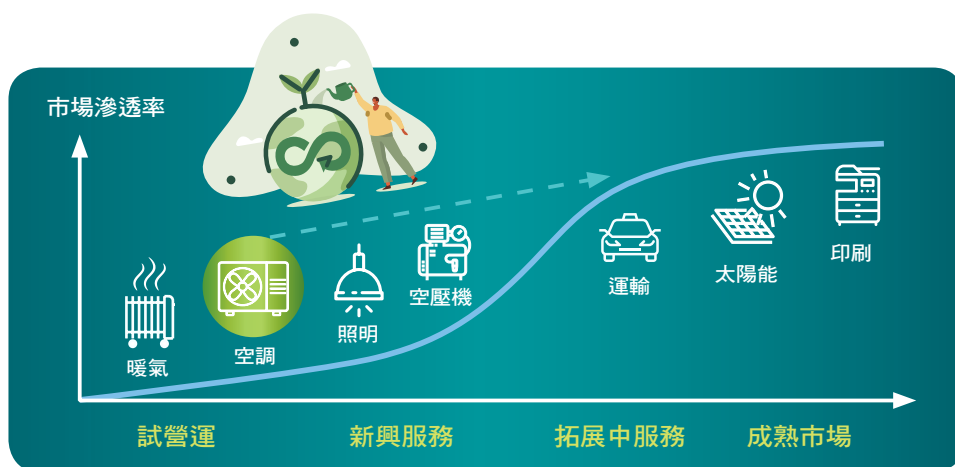 市場滲透率
暖氣
空調
照明
空壓機
運輸
太陽能
印刷
試營運
新興服務
拓展中服務
成熟市場